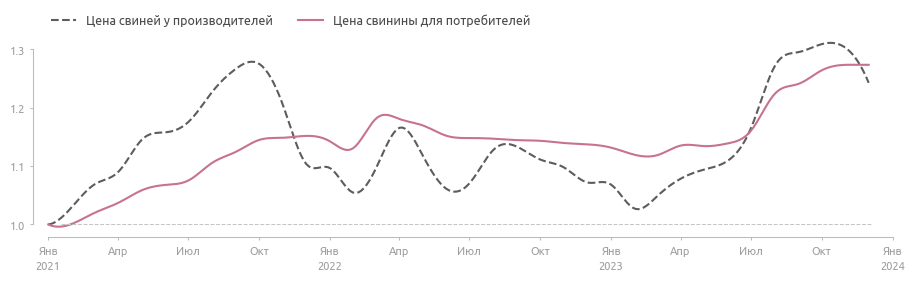 Цена свиней у производителей Цена свинины для потребителей
1.3
1.2
1.1
1.0
Янв Апр Июл Окт Янв Апр Июл Окт Янв Апр Июл Окт Янв
2021 2022 2023 2024